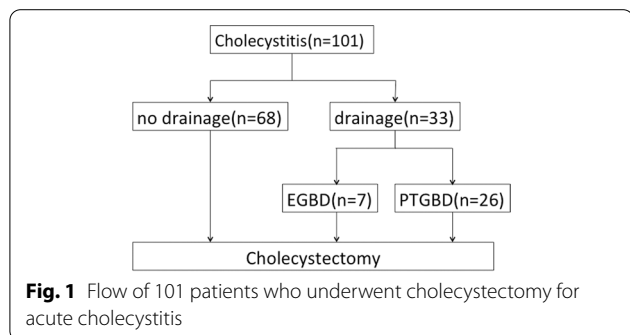 Cholecystitis(n=101)
no drainage(n=68)
drainage(n=33)
EGBD(n=7)
PTGBD(n=26)
Cholecystectomy
Fig. 1 Flow of 101 patients who underwent cholecystectomy for
acute cholecystitis